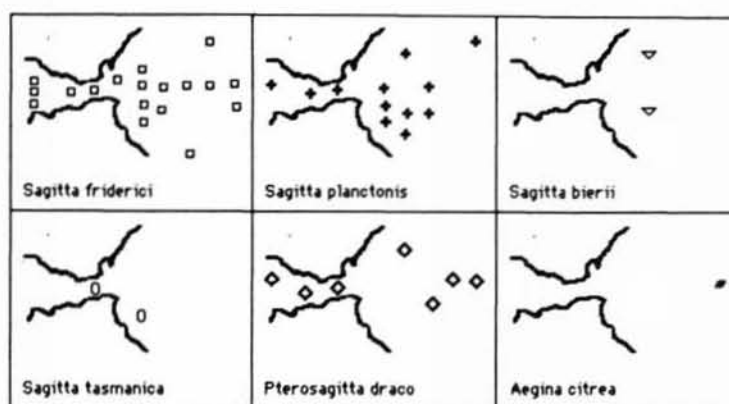 Sagitta friderici
Sagitta planctonis
Sagitta bierii
Sagitta tasmanica
Pterosagitta draco
Aegina citrea